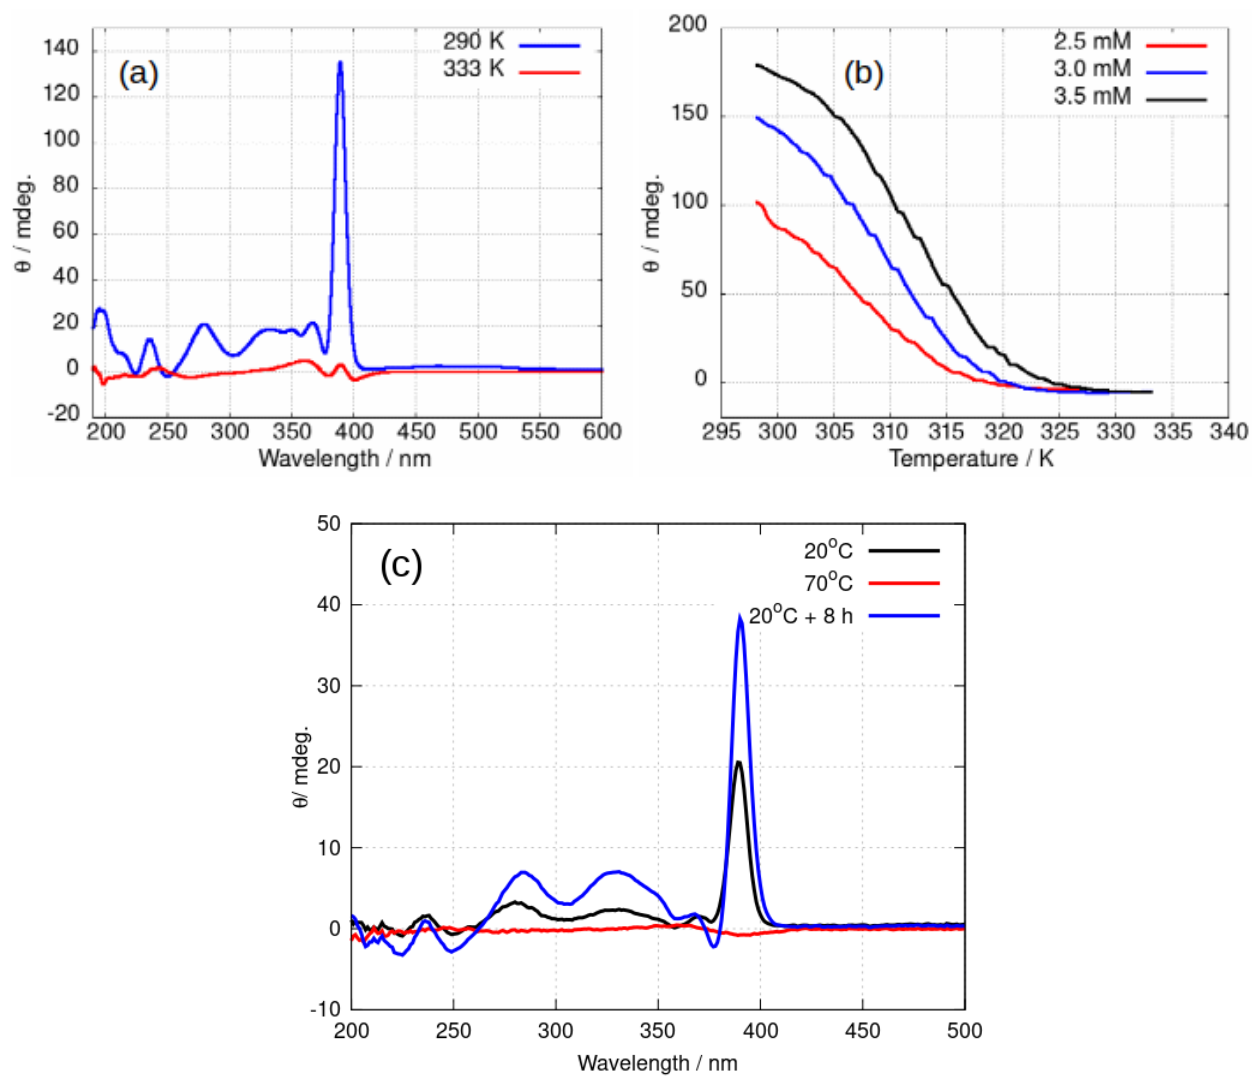 (a)
290 K
333 K
140
120
100
80
60
40
20
0
-20
θ / mdeg.
200 250 300 350 400 450 500 550 600
Wavelength / nm
(b)
2.5 mM
3.0 mM
3.5 mM
200
150
100
50
0
θ / mdeg.
295 300 305 310 315 320 325 330 335 340
Temperature / K
(c)
20°C
70°C
20°C + 8 h
50
40
30
20
10
0
-10
θ/ mdeg.
200 250 300 350 400 450 500
Wavelength / nm